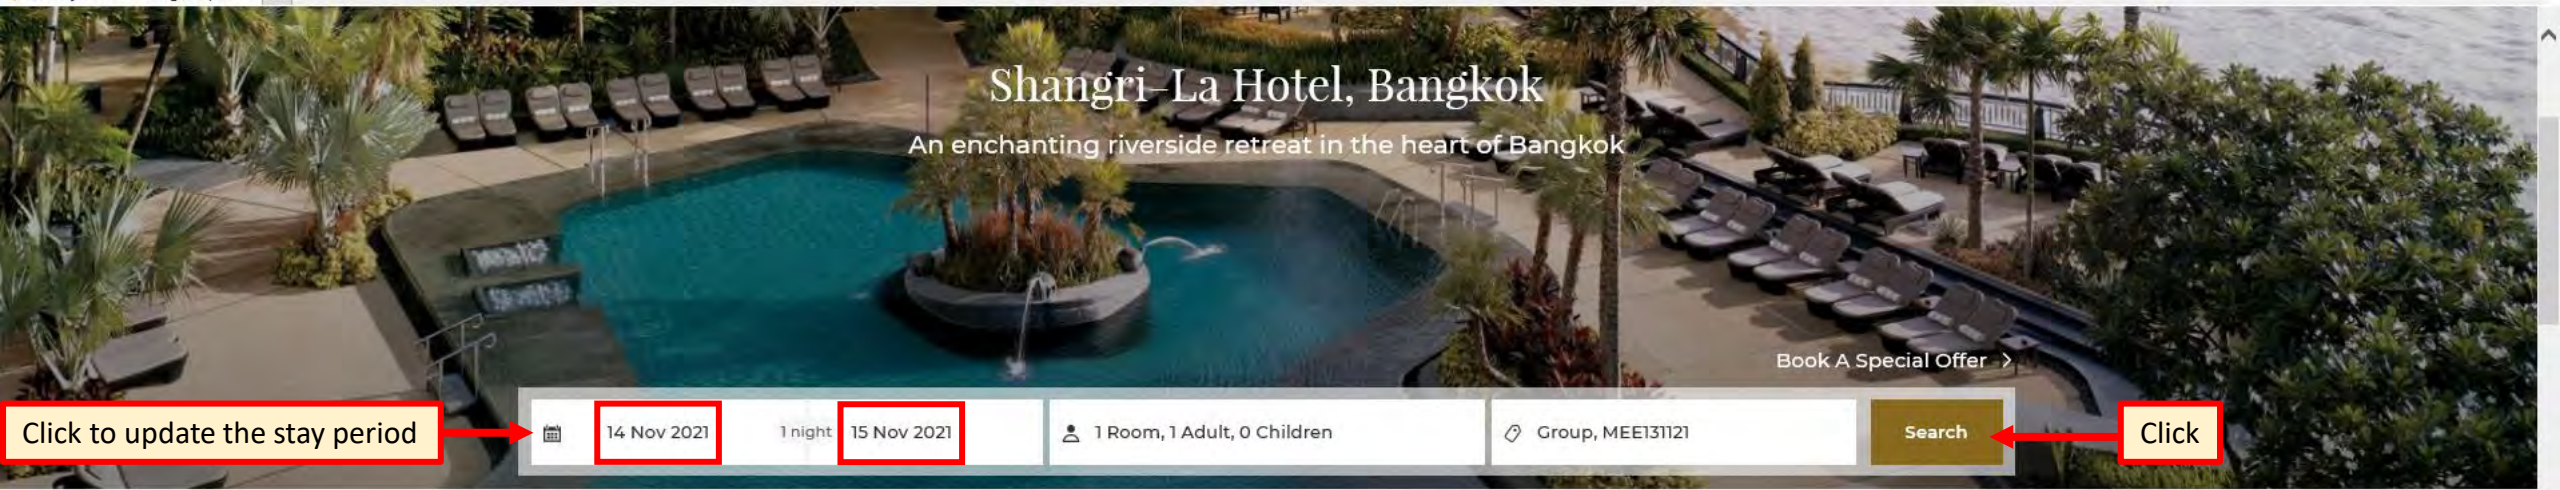 Shangri-La Hotel, Bangkok
An enchanting riverside retreat in the heart of Bangkok
Book A Special Offer >
Click to update the stay period
14 Nov 2021
1 night
15 Nov 2021
1 Room, 1 Adult, 0 Children
Group, MEE131121
Search
Click